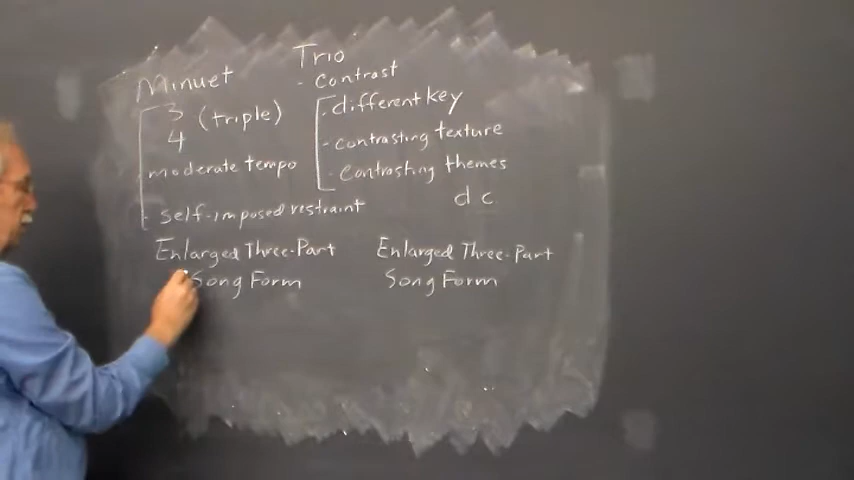 Minuet
3
4 (triple)
moderate tempo
- self-imposed restraint
Enlarged Three-Part
Song Form
Trio
- Contrast
- different key
- contrasting texture
- contrasting themes
d c
Enlarged Three-Part
Song Form